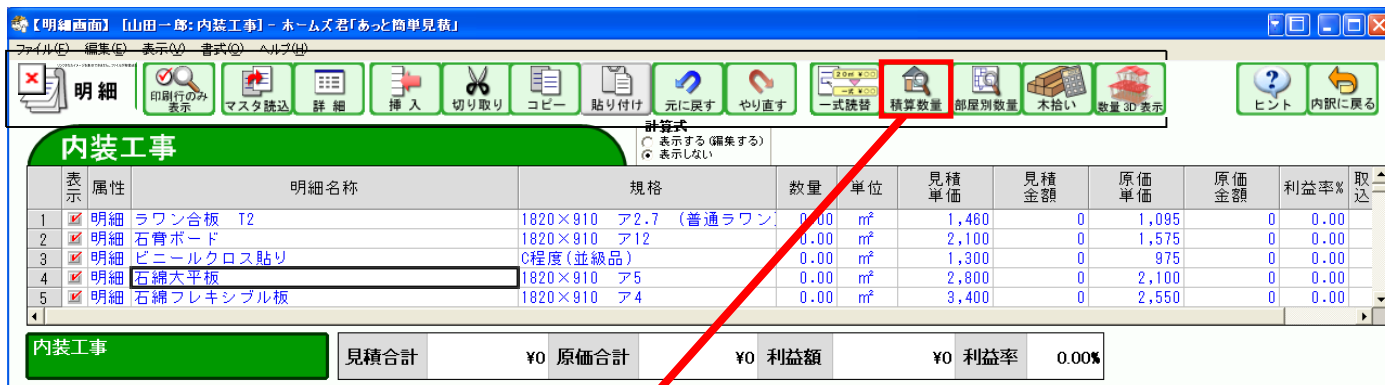 【明細画面】 [山田一郎:内装工事] - ホームズ君「あっと簡単見積」
ファイル(F) 編集(E) 表示(V) 書式(O) ヘルプ(H)
明細 印刷行のみ表示 マスタ読込 詳細 挿入 切り取り コピー 貼り付け 元に戻す やり直す 一式読替 積算数量 部屋別数量 木拾い 数量3D表示 ヒント 内訳に戻る
内装工事
計算式
表示する(編集する)
表示しない
表示 属性 明細名称 規格 数量 単位 見積単価 見積金額 原価単価 原価金額 利益率% 取込
1 明細 ラワン合板 T2 1820×910 ア2.7 (普通ラワン) 0.00 m² 1,460 0 1,095 0 0.00
2 明細 石膏ボード 1820×910 ア12 0.00 m² 2,100 0 1,575 0 0.00
3 明細 ビニールクロス貼り C程度(並級品) 0.00 m² 1,300 0 975 0 0.00
4 明細 石綿大平板 1820×910 ア5 0.00 m² 2,800 0 2,100 0 0.00
5 明細 石綿フレキシブル板 1820×910 ア4 0.00 m² 3,400 0 2,550 0 0.00
内装工事 見積合計 ¥0 原価合計 ¥0 利益額 ¥0 利益率 0.00%